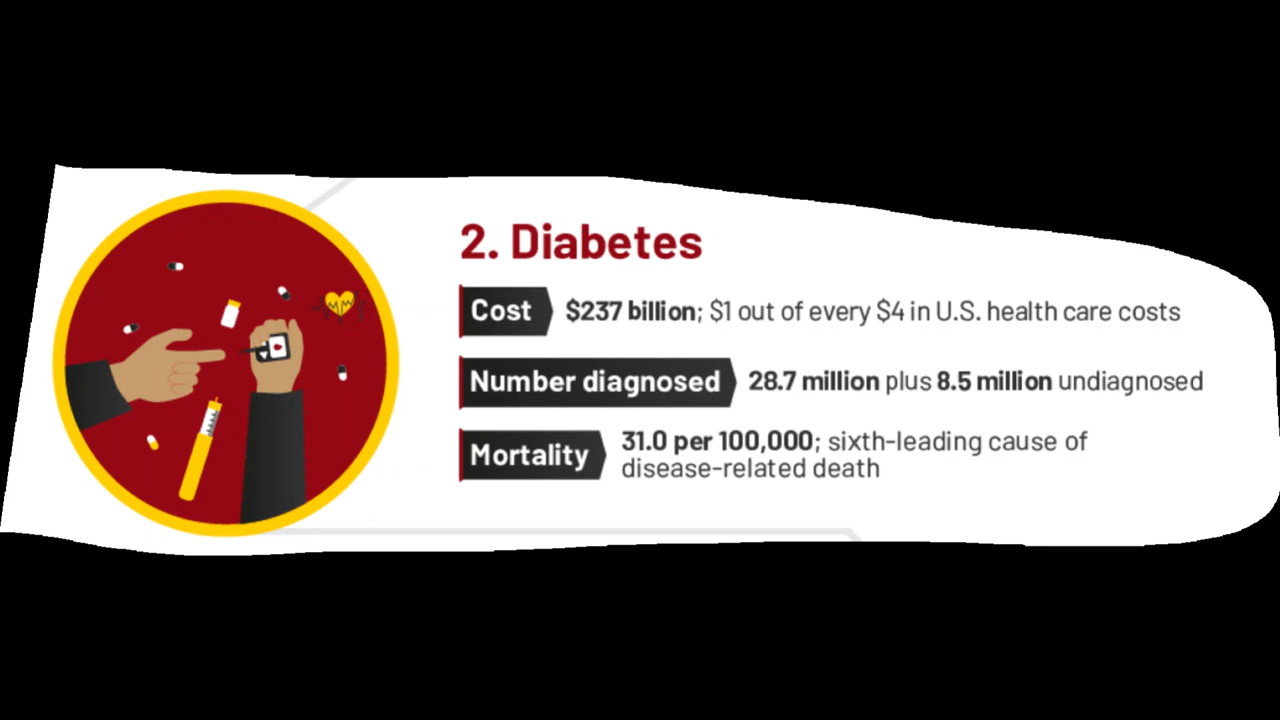 2. Diabetes
Cost $237 billion; $1 out of every $4 in U.S. health care costs
Number diagnosed 28.7 million plus 8.5 million undiagnosed
Mortality 31.0 per 100,000; sixth-leading cause of
disease-related death